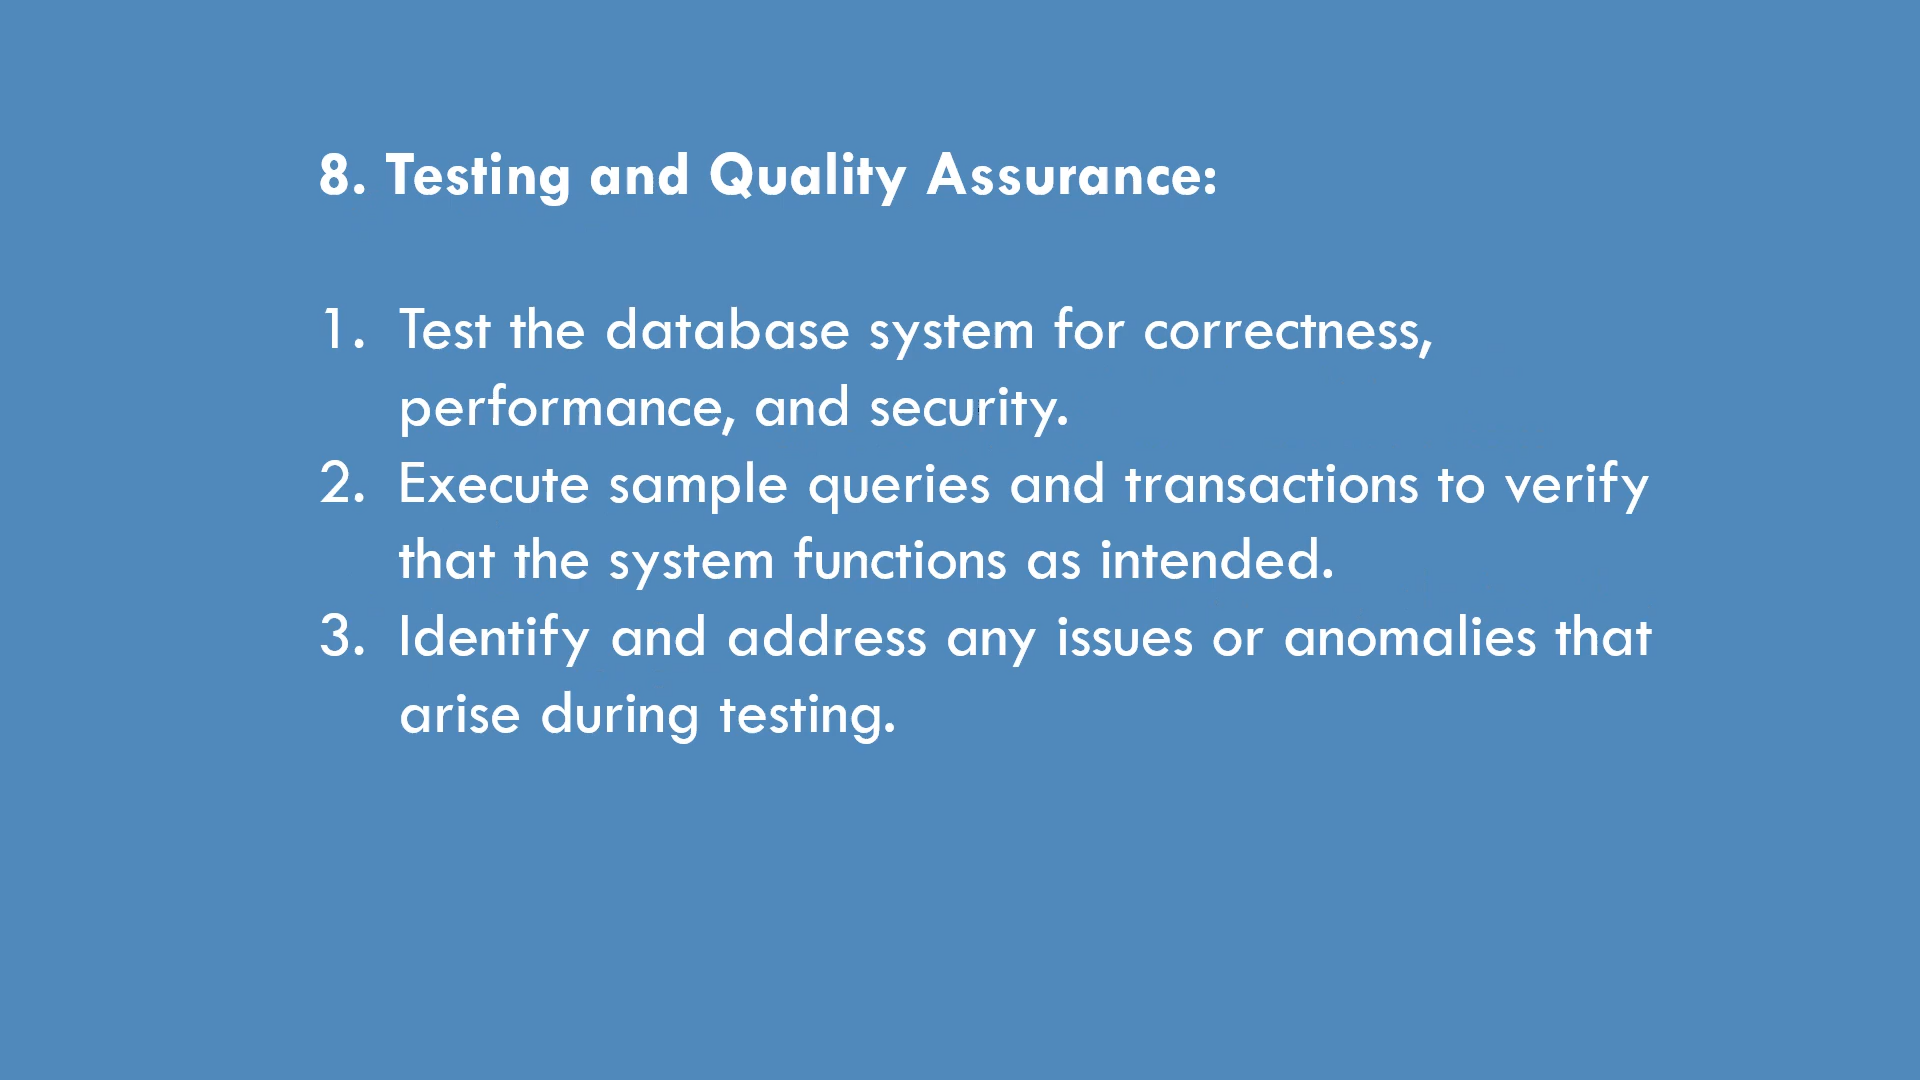 8. Testing and Quality Assurance:
1. Test the database system for correctness,
performance, and security.
2. Execute sample queries and transactions to verify
that the system functions as intended.
3. Identify and address any issues or anomalies that
arise during testing.